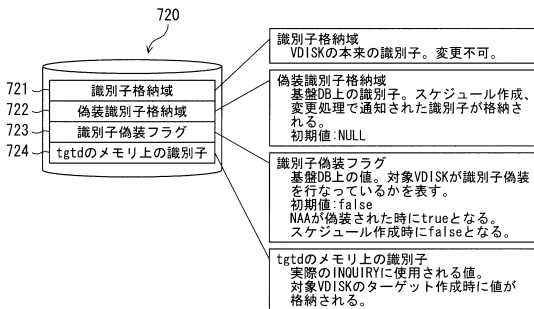 720
721
識別子格納域
722
偽装識別子格納域
723
識別子偽装フラグ
724
tgtdのメモリ上の識別子
識別子格納域
VDISKの本来の識別子。変更不可。
偽装識別子格納域
基盤DB上の識別子。スケジュール作成、
変更処理で通知された識別子が格納さ
れる。
初期値:NULL
識別子偽装フラグ
基盤DB上の値。対象VDISKが識別子偽装
を行なっているかを表す。
初期値:false
NAAが偽装された時にtrueとなる。
スケジュール作成時にfalseとなる。
tgtdのメモリ上の識別子
実際のINQUIRYに使用される値。
対象VDISKのターゲット作成時に値が
格納される。